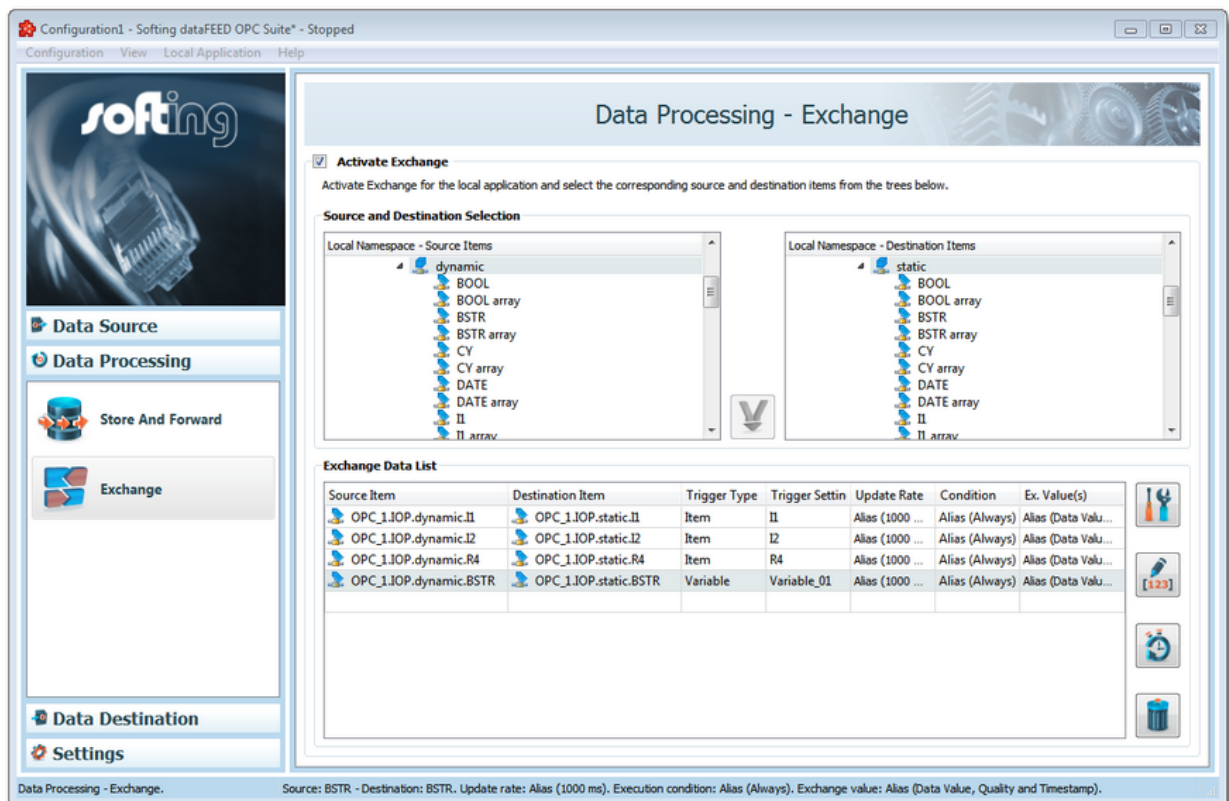 Configuration1 - Softing dataFEED OPC Suite* - Stopped
Configuration View Local Application Help
softing
Data Source
Data Processing
Store And Forward
Exchange
Data Destination
Settings
Data Processing - Exchange
Activate Exchange
Activate Exchange for the local application and select the corresponding source and destination items from the trees below.
Source and Destination Selection
Local Namespace - Source Items
dynamic
BOOL
BOOL array
BSTR
BSTR array
CY
CY array
DATE
DATE array
I1
I1 array
Local Namespace - Destination Items
static
BOOL
BOOL array
BSTR
BSTR array
CY
CY array
DATE
DATE array
I1
I1 array
Exchange Data List
Source Item Destination Item Trigger Type Trigger Settin Update Rate Condition Ex. Value(s)
OPC_1.IOP.dynamic.I1 OPC_1.IOP.static.I1 Item I1 Alias (1000 ... Alias (Always) Alias (Data Valu...
OPC_1.IOP.dynamic.I2 OPC_1.IOP.static.I2 Item I2 Alias (1000 ... Alias (Always) Alias (Data Valu...
OPC_1.IOP.dynamic.R4 OPC_1.IOP.static.R4 Item R4 Alias (1000 ... Alias (Always) Alias (Data Valu...
OPC_1.IOP.dynamic.BSTR OPC_1.IOP.static.BSTR Variable Variable_01 Alias (1000 ... Alias (Always) Alias (Data Valu...
[123]
Data Processing - Exchange. Source: BSTR - Destination: BSTR. Update rate: Alias (1000 ms). Execution condition: Alias (Always). Exchange value: Alias (Data Value, Quality and Timestamp).